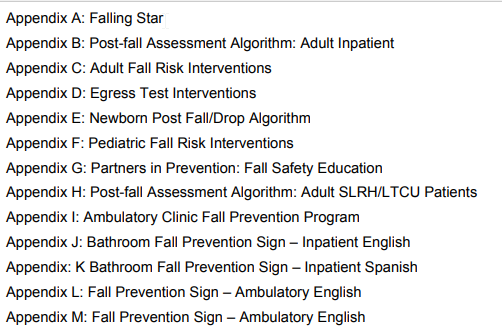 Appendix A: Falling Star
Appendix B: Post-fall Assessment Algorithm: Adult Inpatient
Appendix C: Adult Fall Risk Interventions
Appendix D: Egress Test Interventions
Appendix E: Newborn Post Fall/Drop Algorithm
Appendix F: Pediatric Fall Risk Interventions
Appendix G: Partners in Prevention: Fall Safety Education
Appendix H: Post-fall Assessment Algorithm: Adult SLRH/LTCU Patients
Appendix I: Ambulatory Clinic Fall Prevention Program
Appendix J: Bathroom Fall Prevention Sign – Inpatient English
Appendix: K Bathroom Fall Prevention Sign – Inpatient Spanish
Appendix L: Fall Prevention Sign – Ambulatory English
Appendix M: Fall Prevention Sign – Ambulatory English